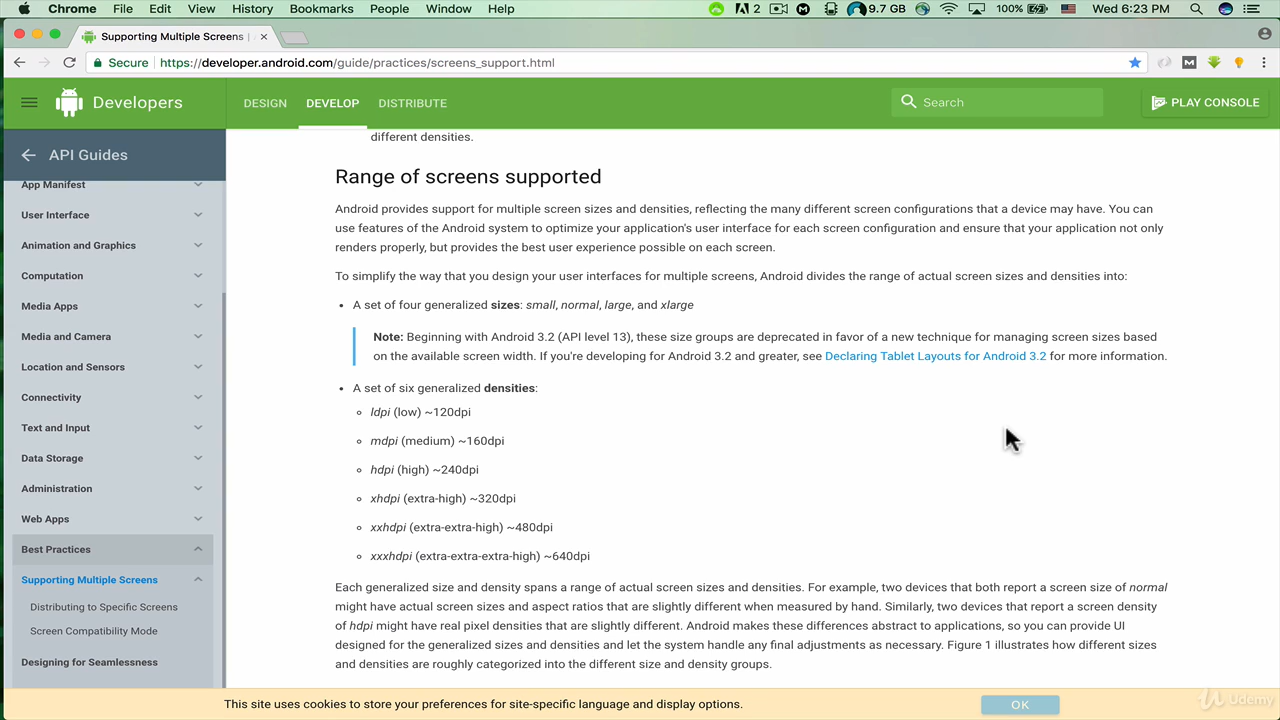 Chrome File Edit View History Bookmarks People Window Help 2 9.7 GB 100% Wed 6:23 PM
Supporting Multiple Screens |
Secure https://developer.android.com/guide/practices/screens_support.html
Developers DESIGN DEVELOP DISTRIBUTE Search PLAY CONSOLE
API Guides
App Manifest
User Interface
Animation and Graphics
Computation
Media Apps
Media and Camera
Location and Sensors
Connectivity
Text and Input
Data Storage
Administration
Web Apps
Best Practices
Supporting Multiple Screens
Distributing to Specific Screens
Screen Compatibility Mode
Designing for Seamlessness
different densities.
Range of screens supported
Android provides support for multiple screen sizes and densities, reflecting the many different screen configurations that a device may have. You can
use features of the Android system to optimize your application's user interface for each screen configuration and ensure that your application not only
renders properly, but provides the best user experience possible on each screen.
To simplify the way that you design your user interfaces for multiple screens, Android divides the range of actual screen sizes and densities into:
• A set of four generalized sizes: small, normal, large, and xlarge
Note: Beginning with Android 3.2 (API level 13), these size groups are deprecated in favor of a new technique for managing screen sizes based
on the available screen width. If you're developing for Android 3.2 and greater, see Declaring Tablet Layouts for Android 3.2 for more information.
• A set of six generalized densities:
ldpi (low) ~120dpi
mdpi (medium) ~160dpi
hdpi (high) ~240dpi
xhdpi (extra-high) ~320dpi
xxhdpi (extra-extra-high) ~480dpi
xxxhdpi (extra-extra-extra-high) ~640dpi
Each generalized size and density spans a range of actual screen sizes and densities. For example, two devices that both report a screen size of normal
might have actual screen sizes and aspect ratios that are slightly different when measured by hand. Similarly, two devices that report a screen density
of hdpi might have real pixel densities that are slightly different. Android makes these differences abstract to applications, so you can provide UI
designed for the generalized sizes and densities and let the system handle any final adjustments as necessary. Figure 1 illustrates how different sizes
and densities are roughly categorized into the different size and density groups.
This site uses cookies to store your preferences for site-specific language and display options. OK
Udemy